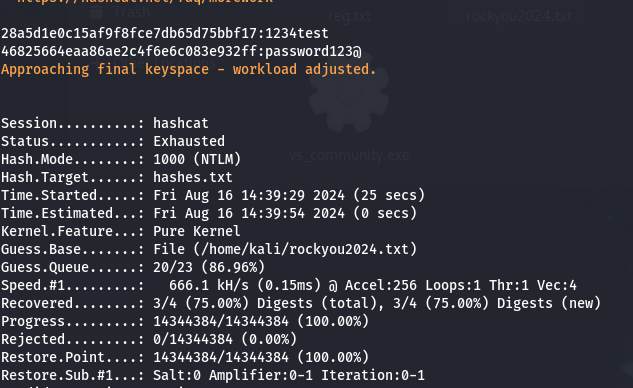 reg.txt
rockyou2024.txt
28a5d1e0c15af9f8fce7db65d75bbf17:1234test
46825664eaa86ae2c4f6e6c083e932ff:password123@
Approaching final keyspace - workload adjusted.
vs_community.exe
Session..........: hashcat
Status...........: Exhausted
Hash.Mode........: 1000 (NTLM)
Hash.Target......: hashes.txt
Time.Started.....: Fri Aug 16 14:39:29 2024 (25 secs)
Time.Estimated...: Fri Aug 16 14:39:54 2024 (0 secs)
Kernel.Feature...: Pure Kernel
Guess.Base.......: File (/home/kali/rockyou2024.txt)
Guess.Queue......: 20/23 (86.96%)
Speed.#1.........:   666.1 kH/s (0.15ms) @ Accel:256 Loops:1 Thr:1 Vec:4
Recovered........: 3/4 (75.00%) Digests (total), 3/4 (75.00%) Digests (new)
Progress.........: 14344384/14344384 (100.00%)
Rejected.........: 0/14344384 (0.00%)
Restore.Point....: 14344384/14344384 (100.00%)
Restore.Sub.#1...: Salt:0 Amplifier:0-1 Iteration:0-1